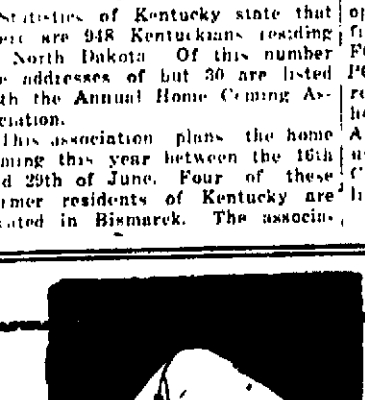 Statistics of Kentucky state that
are 948 Kentuckians residing
North Dakota Of this number
addresses of but 30 are listed
the Annual Home Coming As-
ciation.
This association plans the home
ming this year between the 16th
d 29th of June. Four of these
rmer residents of Kentucky are
cated in Bismarck. The associa-